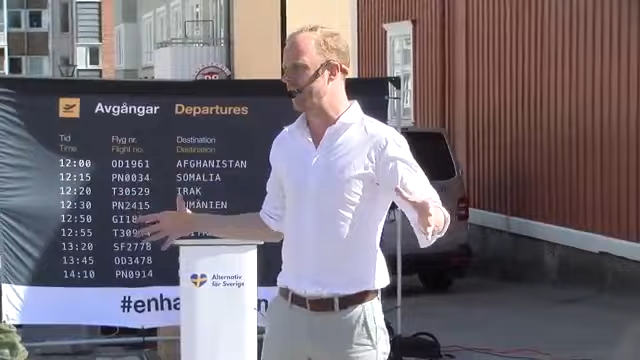 Avgångar Departures
Tid Flyg nr. Destination
Time Flight no. Destination
12:00 OD1961 AFGHANISTAN
12:15 PN0034 SOMALIA
12:20 T30529 IRAK
12:30 PN2415
12:50
12:55
13:20 SF2778
13:45 OD3478
14:10 PN0914
Alternativ
för Sverige